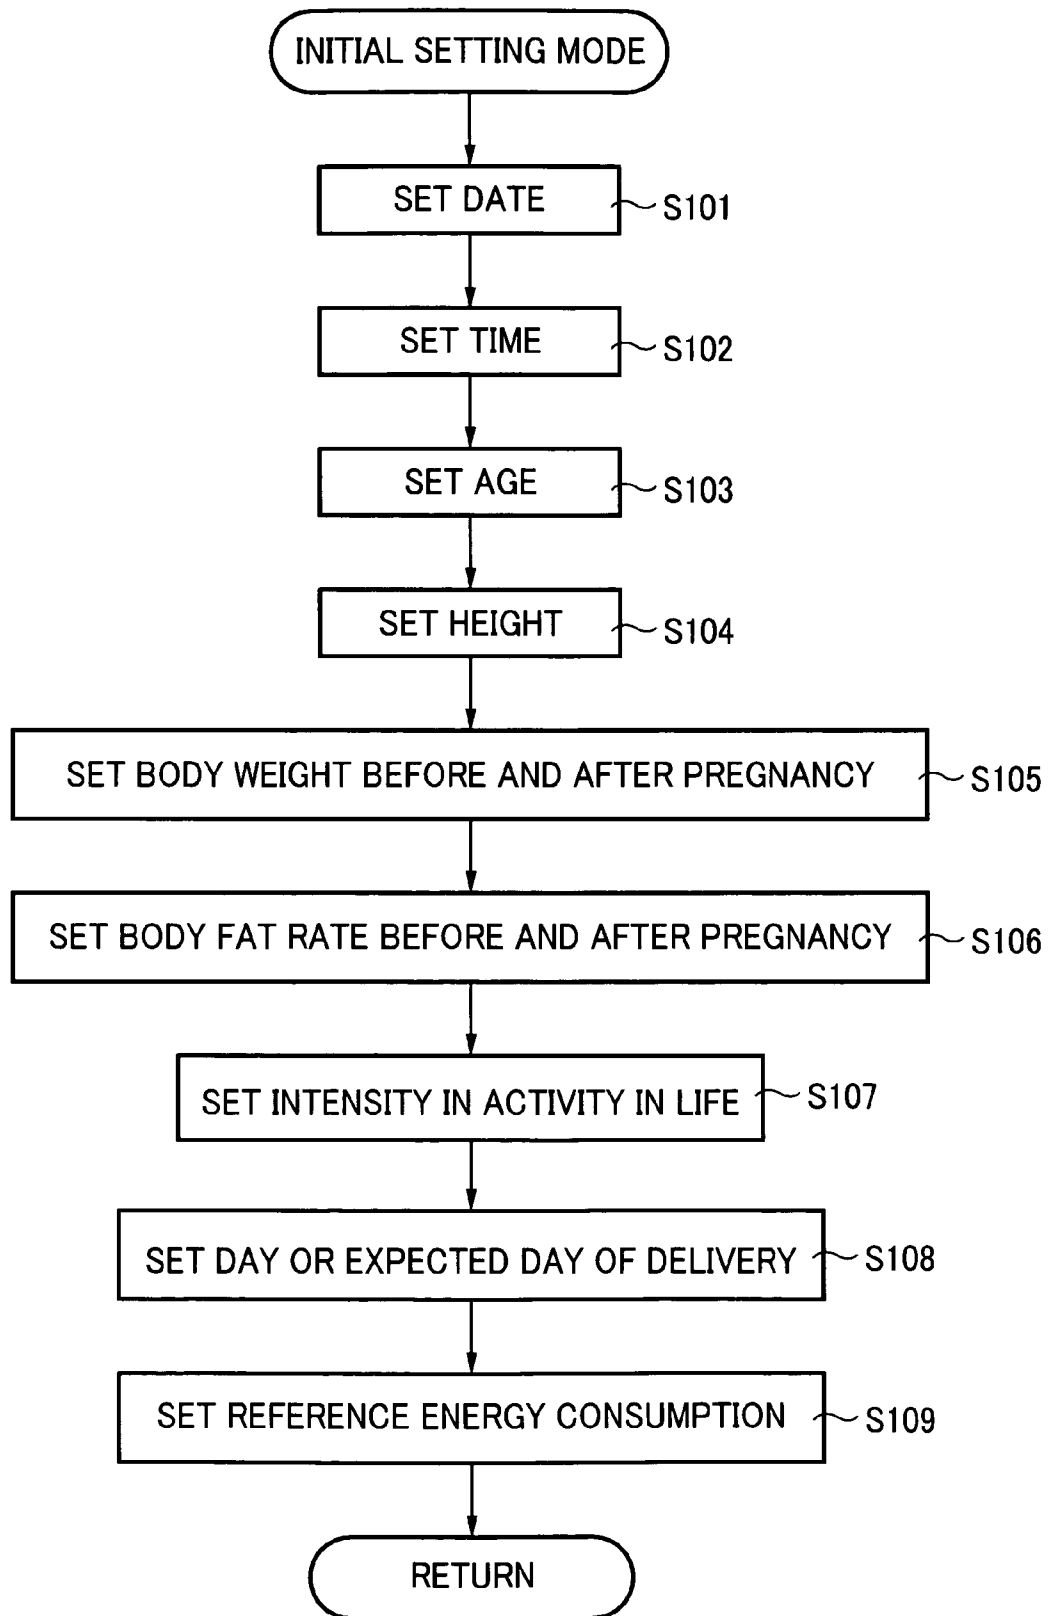 INITIAL SETTING MODE
SET DATE
S101
SET TIME
S102
SET AGE
S103
SET HEIGHT
S104
SET BODY WEIGHT BEFORE AND AFTER PREGNANCY
S105
SET BODY FAT RATE BEFORE AND AFTER PREGNANCY
S106
SET INTENSITY IN ACTIVITY IN LIFE
S107
SET DAY OR EXPECTED DAY OF DELIVERY
S108
SET REFERENCE ENERGY CONSUMPTION
S109
RETURN